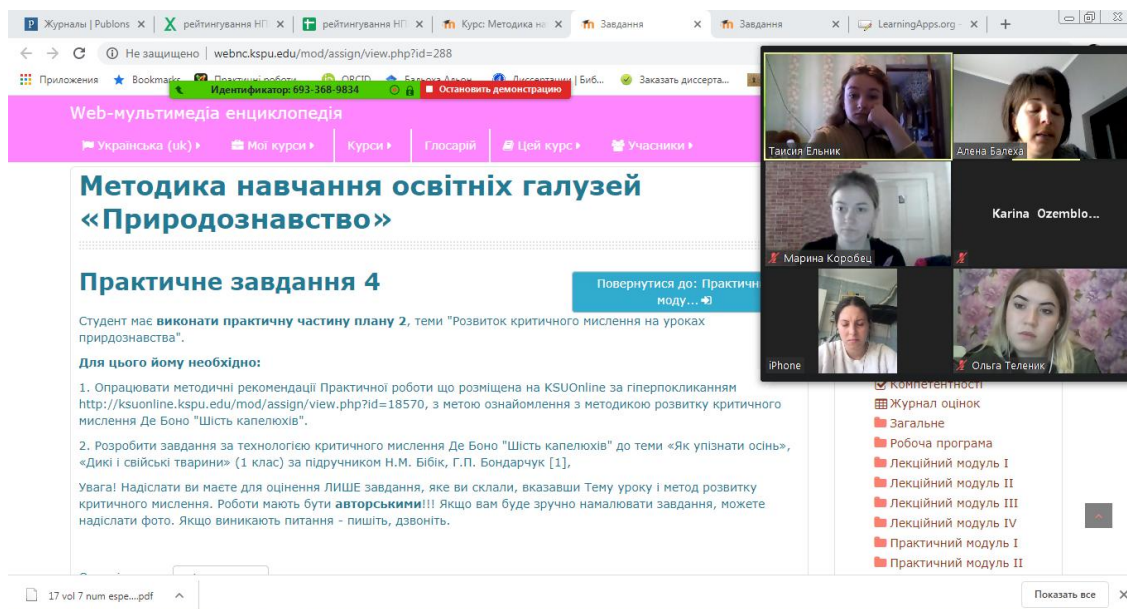 Журналы | Publons
рейтингування НП
рейтингування НП
Курс: Методика на
Завдання
Завдання
LearningApps.org -
Не защищено | webnc.kspu.edu/mod/assign/view.php?id=288
Приложения
Bookmarks
Практичні роботи
ORCID
Диссертации | Биб...
Заказать диссерта...
Идентификатор: 693-368-9834
Остановить демонстрацию
Web-мультимедіа енциклопедія
Українська (uk)
Мої курси
Курси
Глосарій
Цей курс
Учасники
Методика навчання освітніх галузей
«Природознавство»
Практичне завдання 4
Повернутися до: Практичн
моду...
Студент має виконати практичну частину плану 2, теми "Розвиток критичного мислення на уроках
прирдознавства".
Для цього йому необхідно:
1. Опрацювати методичні рекомендації Практичної роботи що розміщена на KSUOnline за гіперпокликанням
http://ksuonline.kspu.edu/mod/assign/view.php?id=18570, з метою ознайомлення з методикою розвитку критичного
мислення Де Боно "Шість капелюхів".
2. Розробити завдання за технологією критичного мислення Де Боно "Шість капелюхів" до теми «Як упізнати осінь»,
«Дикі і свійські тварини» (1 клас) за підручником Н.М. Бібік, Г.П. Бондарчук [1],
Увага! Надіслати ви маєте для оцінення ЛИШЕ завдання, яке ви склали, вказавши Тему уроку і метод розвитку
критичного мислення. Роботи мають бути авторськими!!! Якщо вам буде зручно намалювати завдання, можете
надіслати фото. Якщо виникають питання - пишіть, дзвоніть.
Таисия Ельник
Алена Балеха
Марина Коробец
Karina Ozemblo...
iPhone
Ольга Теленик
Компетентності
Журнал оцінок
Загальне
Робоча програма
Лекційний модуль I
Лекційний модуль II
Лекційний модуль III
Лекційний модуль IV
Практичний модуль I
Практичний модуль II
17 vol 7 num espe....pdf
Показать все